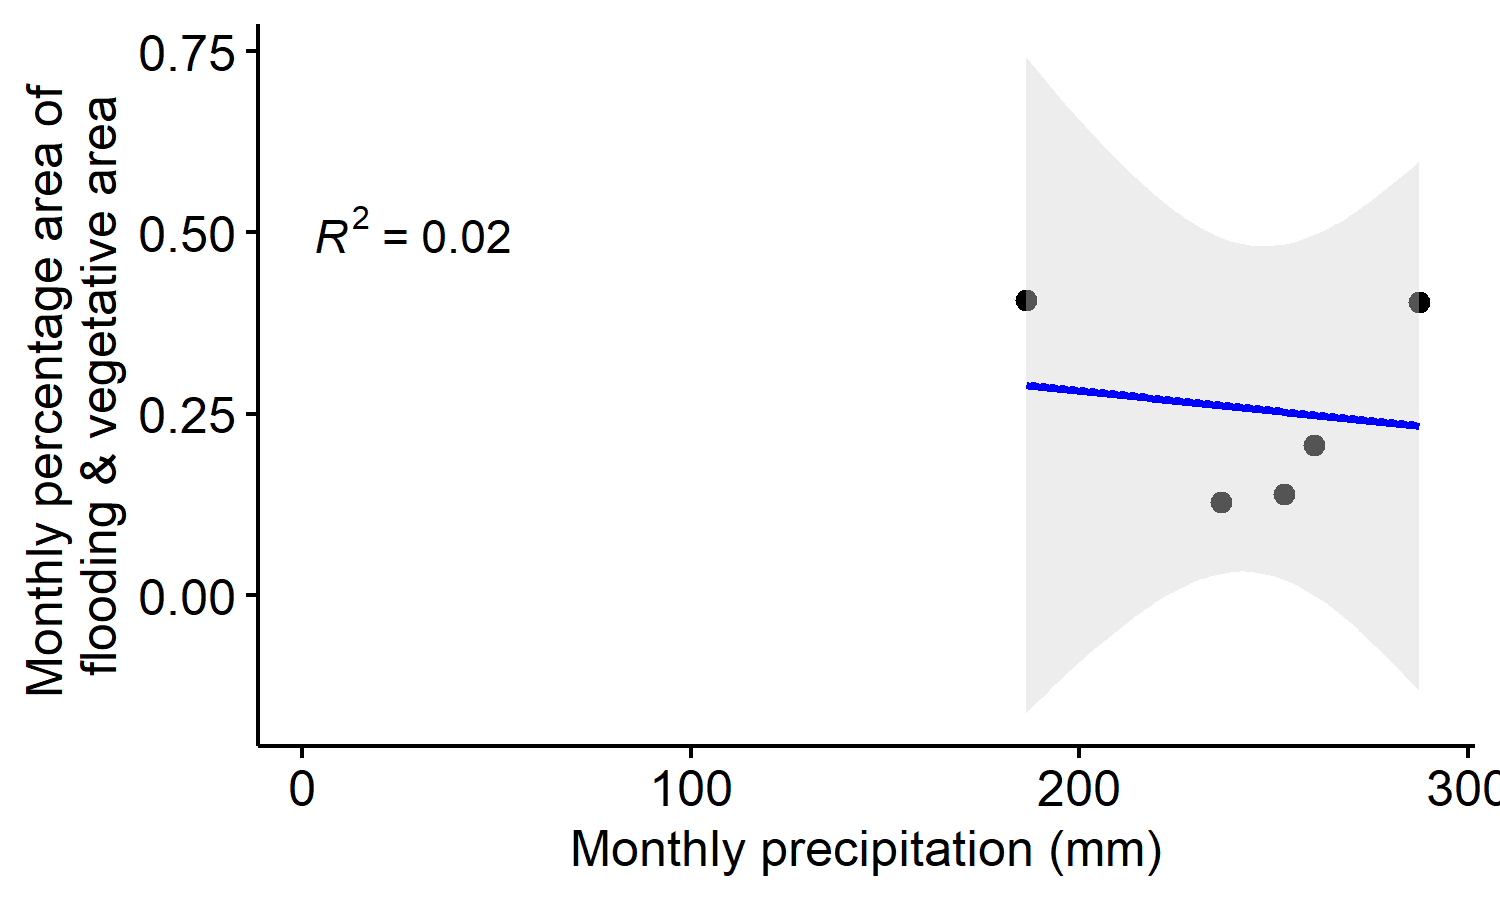 Monthly percentage area of
flooding & vegetative area
0.75
0.50
0.25
0.00
R² = 0.02
0
100
200
300
Monthly precipitation (mm)